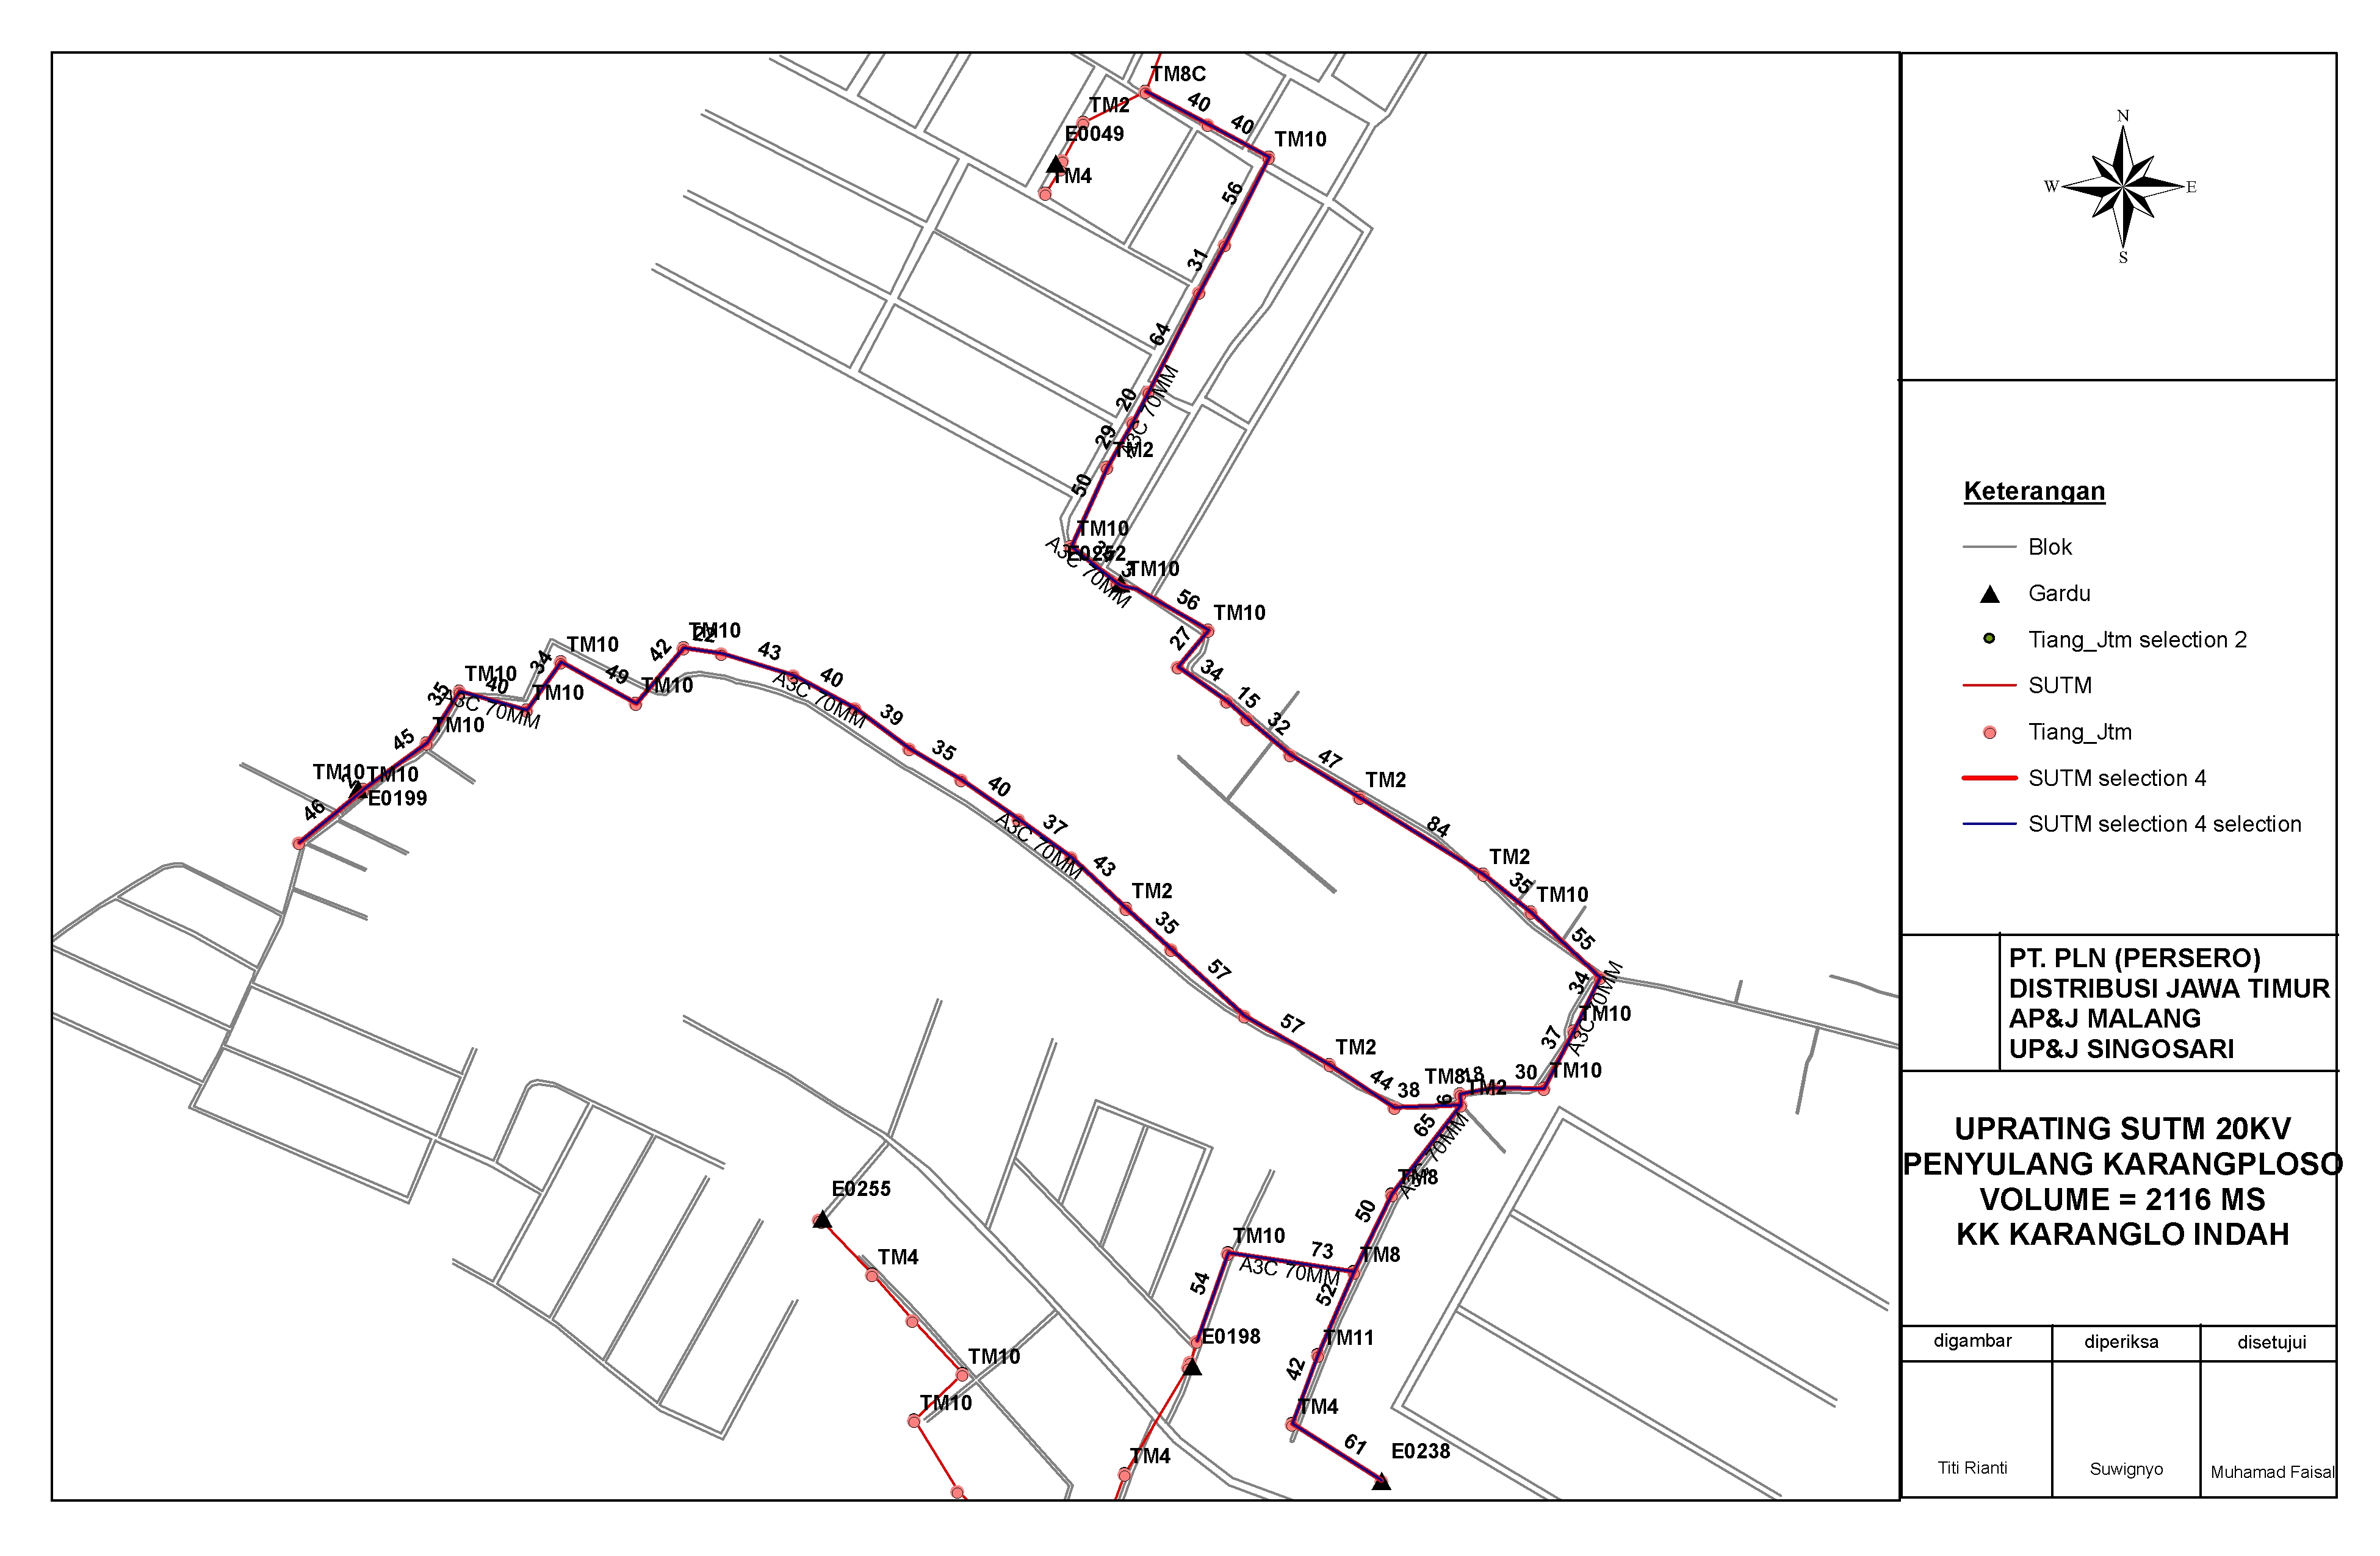 TM8C
40
TM2
40
E0049
TM10
TM4
56
31
64
20
A3C 70MM
29
TM2
50
TM10
E0252
A3C 70MM
3
TM10
56
TM10
27
34
15
32
47
TM2
84
TM2
35
TM10
55
34
A3C 70MM
TM10
37
30
TM10
18
TM8
TM2
6
38
44
TM2
57
57
35
TM2
43
37
A3C 70MM
40
35
39
40
A3C 70MM
43
22
TM10
42
TM10
49
TM10
34
TM10
40
TM10
A3C 70MM
35
TM10
45
TM10
2
TM10
E0199
46
65
A3C 70MM
TM8
50
TM8
73
TM10
A3C 70MM
54
52
E0198
TM11
42
TM4
61
E0238
TM4
E0255
TM4
TM10
TM10
N
W
E
S
Keterangan
Blok
Gardu
Tiang_Jtm selection 2
SUTM
Tiang_Jtm
SUTM selection 4
SUTM selection 4 selection
PT. PLN (PERSERO)
DISTRIBUSI JAWA TIMUR
AP&J MALANG
UP&J SINGOSARI
UPRATING SUTM 20KV
PENYULANG KARANGPLOSO
VOLUME = 2116 MS
KK KARANGLO INDAH
digambar
diperiksa
disetujui
Titi Rianti
Suwignyo
Muhamad Faisal